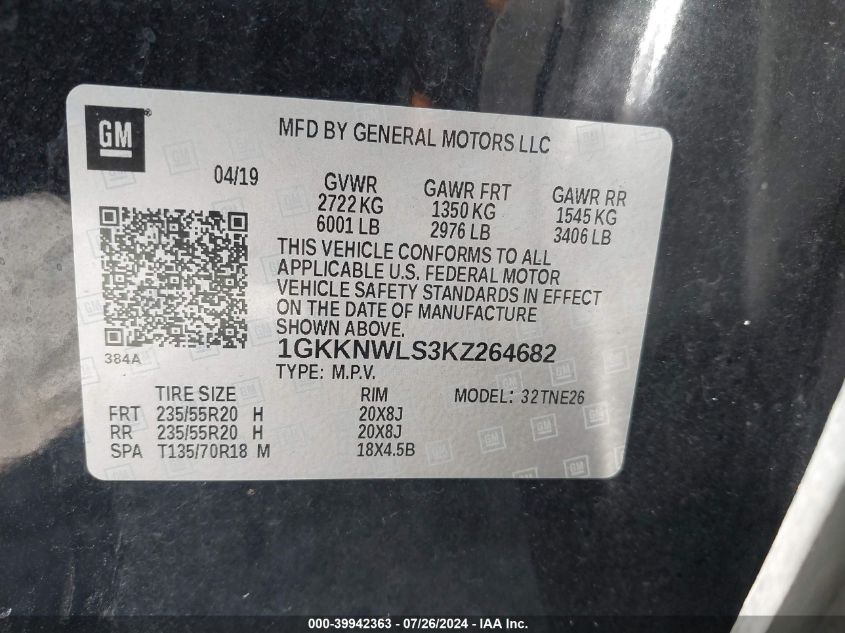 GM
MFD BY GENERAL MOTORS LLC
04/19 GVWR GAWR FRT GAWR RR
2722 KG 1350 KG 1545 KG
6001 LB 2976 LB 3406 LB
THIS VEHICLE CONFORMS TO ALL
APPLICABLE U.S. FEDERAL MOTOR
VEHICLE SAFETY STANDARDS IN EFFECT
ON THE DATE OF MANUFACTURE
SHOWN ABOVE.
384A
1GKKNWLS3KZ264682
TYPE: M.P.V.
TIRE SIZE RIM MODEL: 32TNE26
FRT 235/55R20 H 20X8J
RR 235/55R20 H 20X8J
SPA T135/70R18 M 18X4.5B
000-39942363 - 07/26/2024 - IAA Inc.